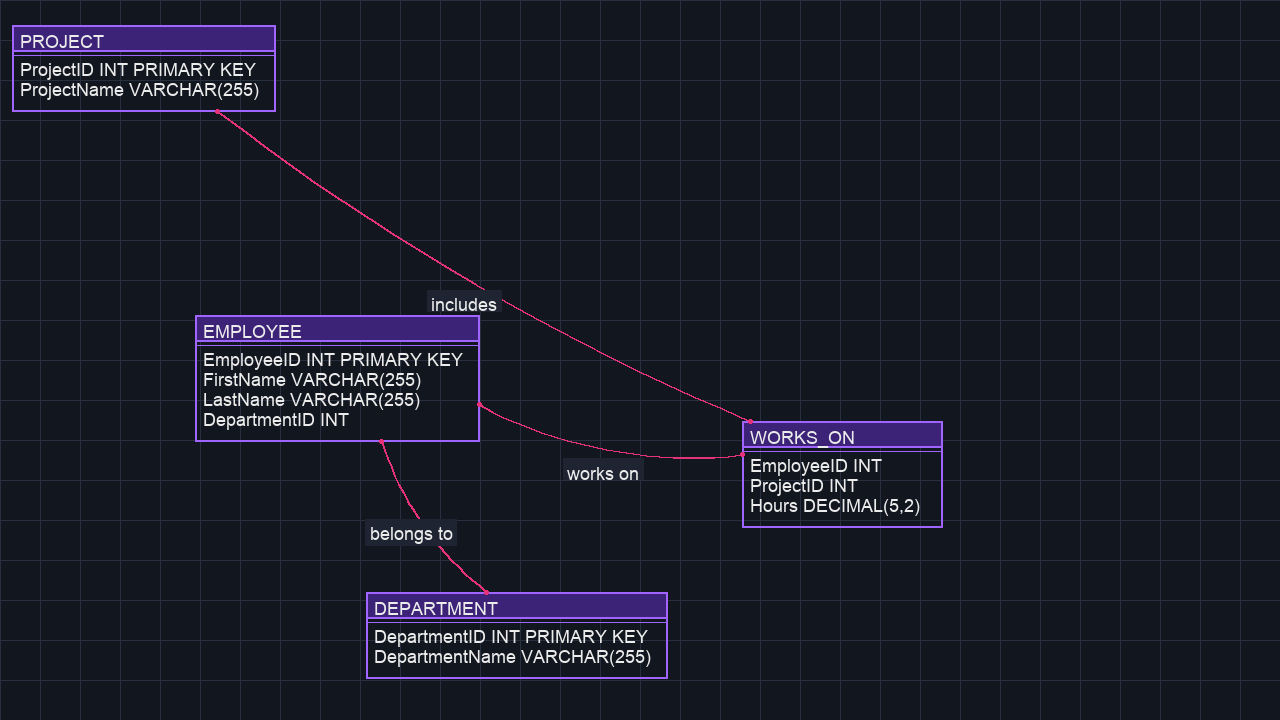 PROJECT
ProjectID INT PRIMARY KEY
ProjectName VARCHAR(255)
includes
EMPLOYEE
EmployeeID INT PRIMARY KEY
FirstName VARCHAR(255)
LastName VARCHAR(255)
DepartmentID INT
works on
WORKS_ON
EmployeeID INT
ProjectID INT
Hours DECIMAL(5,2)
belongs to
DEPARTMENT
DepartmentID INT PRIMARY KEY
DepartmentName VARCHAR(255)